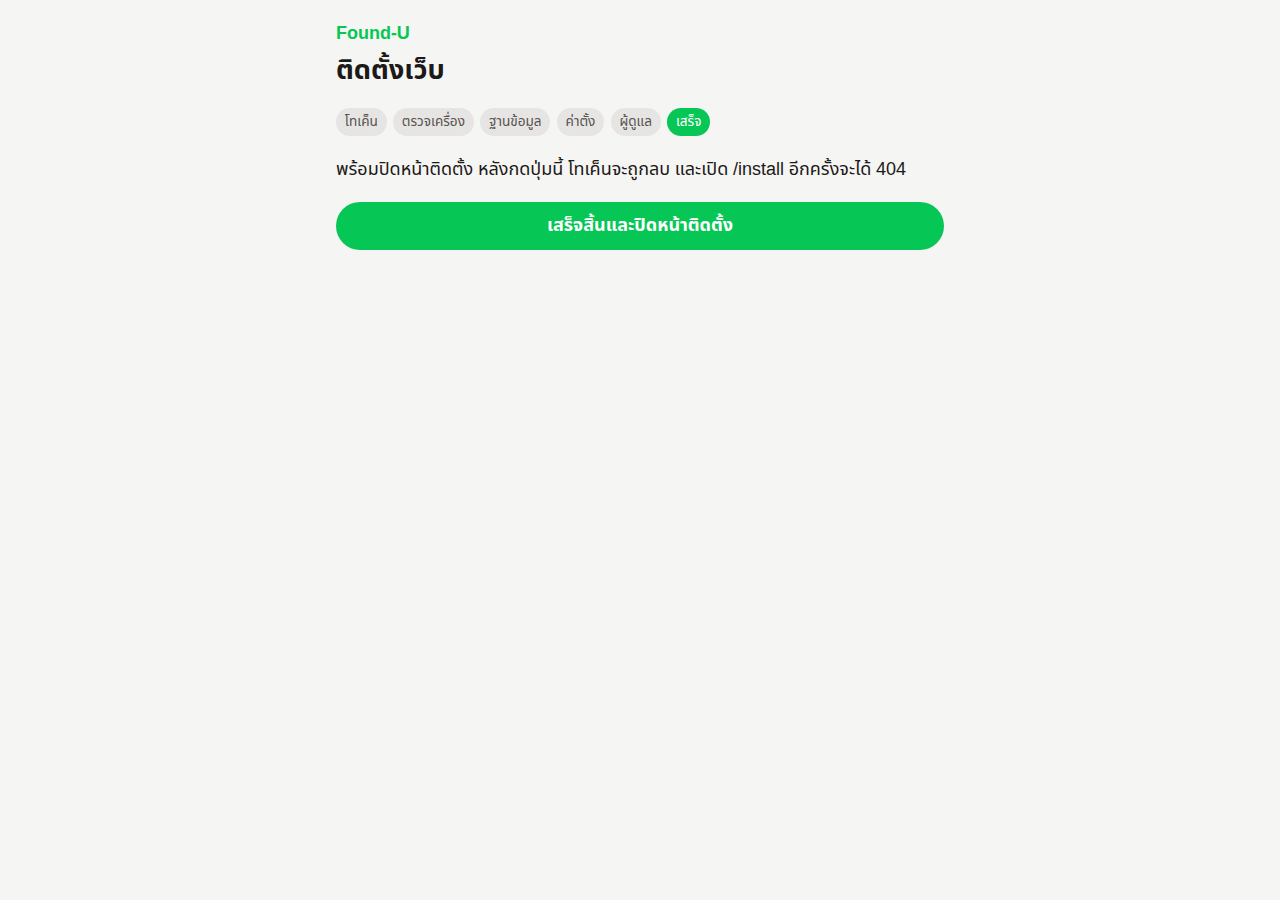 Found-U
ติดตั้งเว็บ
โทเค็น ตรวจเครื่อง ฐานข้อมูล ค่าตั้ง ผู้ดูแล เสร็จ
พร้อมปิดหน้าติดตั้ง หลังกดปุ่มนี้ โทเค็นจะถูกลบ และเปิด /install อีกครั้งจะได้ 404
เสร็จสิ้นและปิดหน้าติดตั้ง